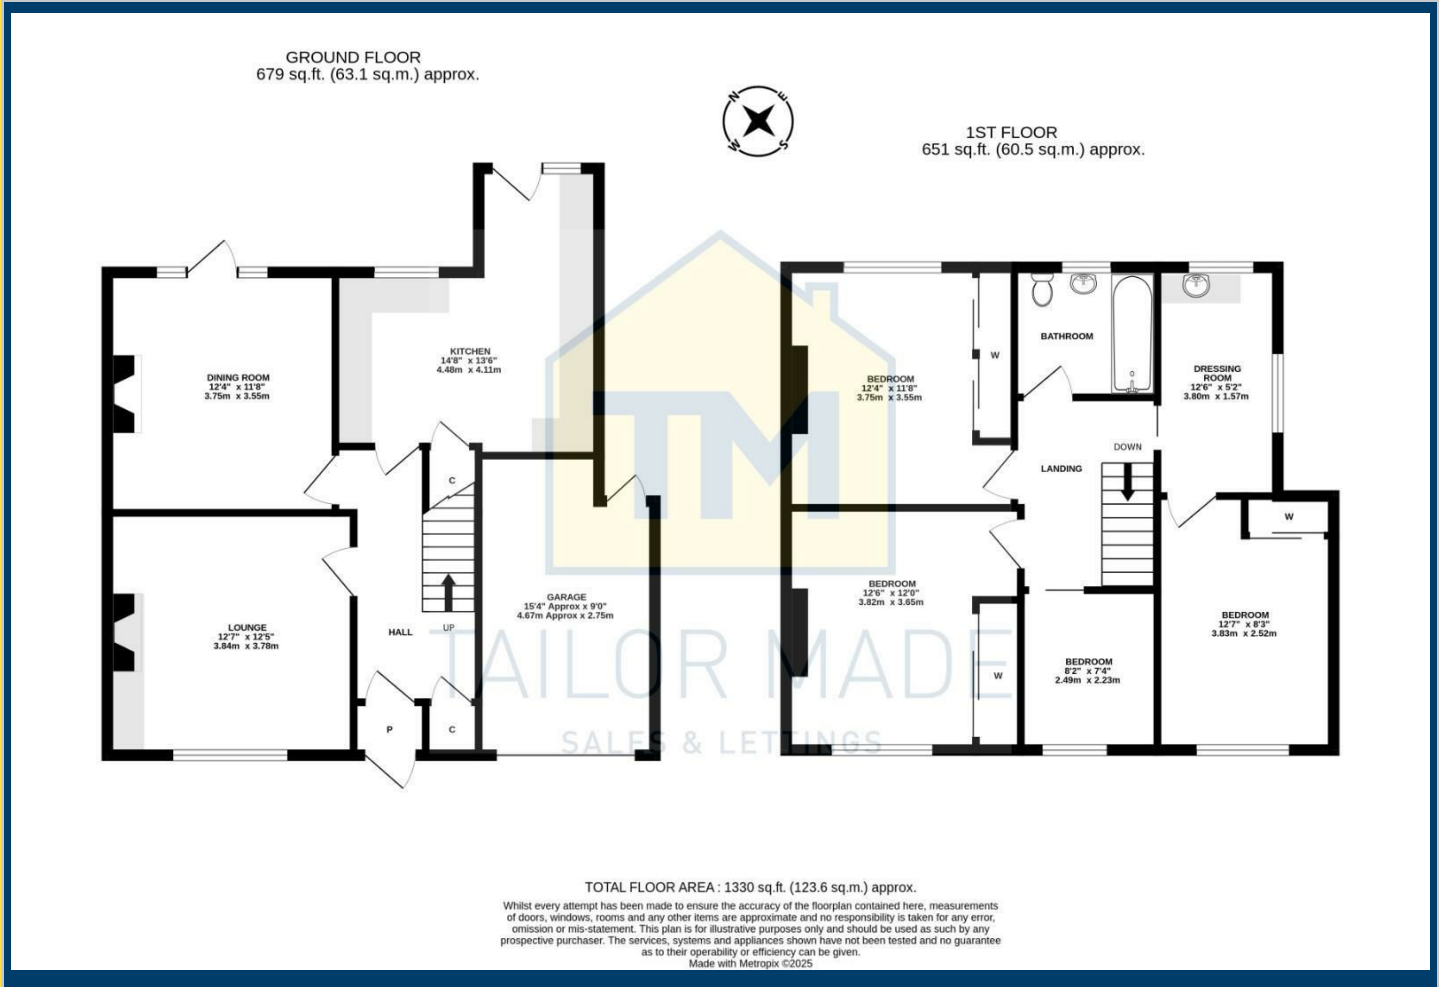 GROUND FLOOR
679 sq.ft. (63.1 sq.m.) approx.
N
E
W
S
1ST FLOOR
651 sq.ft. (60.5 sq.m.) approx.
DINING ROOM
12'4" x 11'8"
3.75m x 3.55m
KITCHEN
14'8" x 13'6"
4.48m x 4.11m
C
LOUNGE
12'7" x 12'5"
3.84m x 3.78m
HALL
UP
P
C
GARAGE
15'4" Approx x 9'0"
4.67m Approx x 2.75m
BEDROOM
12'4" x 11'8"
3.75m x 3.55m
W
BATHROOM
DRESSING
ROOM
12'6" x 5'2"
3.80m x 1.57m
DOWN
LANDING
BEDROOM
12'6" x 12'0"
3.82m x 3.65m
W
BEDROOM
8'2" x 7'4"
2.49m x 2.23m
W
BEDROOM
12'7" x 8'3"
3.83m x 2.52m
TM
TAILOR MADE
SALES & LETTINGS
TOTAL FLOOR AREA : 1330 sq.ft. (123.6 sq.m.) approx.
Whilst every attempt has been made to ensure the accuracy of the floorplan contained here, measurements
of doors, windows, rooms and any other items are approximate and no responsibility is taken for any error,
omission or mis-statement. This plan is for illustrative purposes only and should be used as such by any
prospective purchaser. The services, systems and appliances shown have not been tested and no guarantee
as to their operability or efficiency can be given.
Made with Metropix ©2025